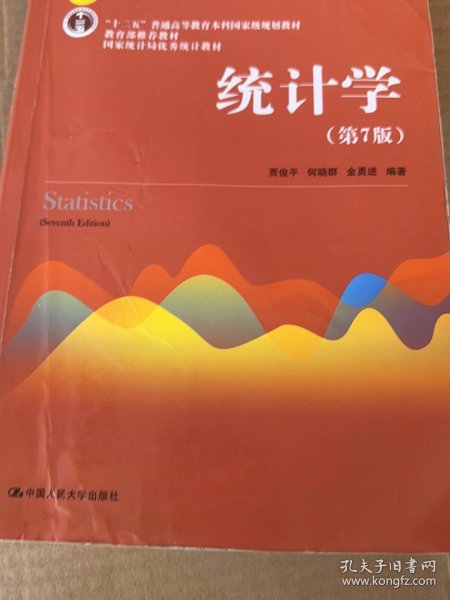 “十二五”普通高等教育本科国家级规划教材
教育部推荐教材
国家统计局优秀统计教材
统计学
（第7版）
贾俊平 何晓群 金勇进 编著
Statistics
(Seventh Edition)
中国人民大学出版社
孔夫子旧书网
www.kongfz.com